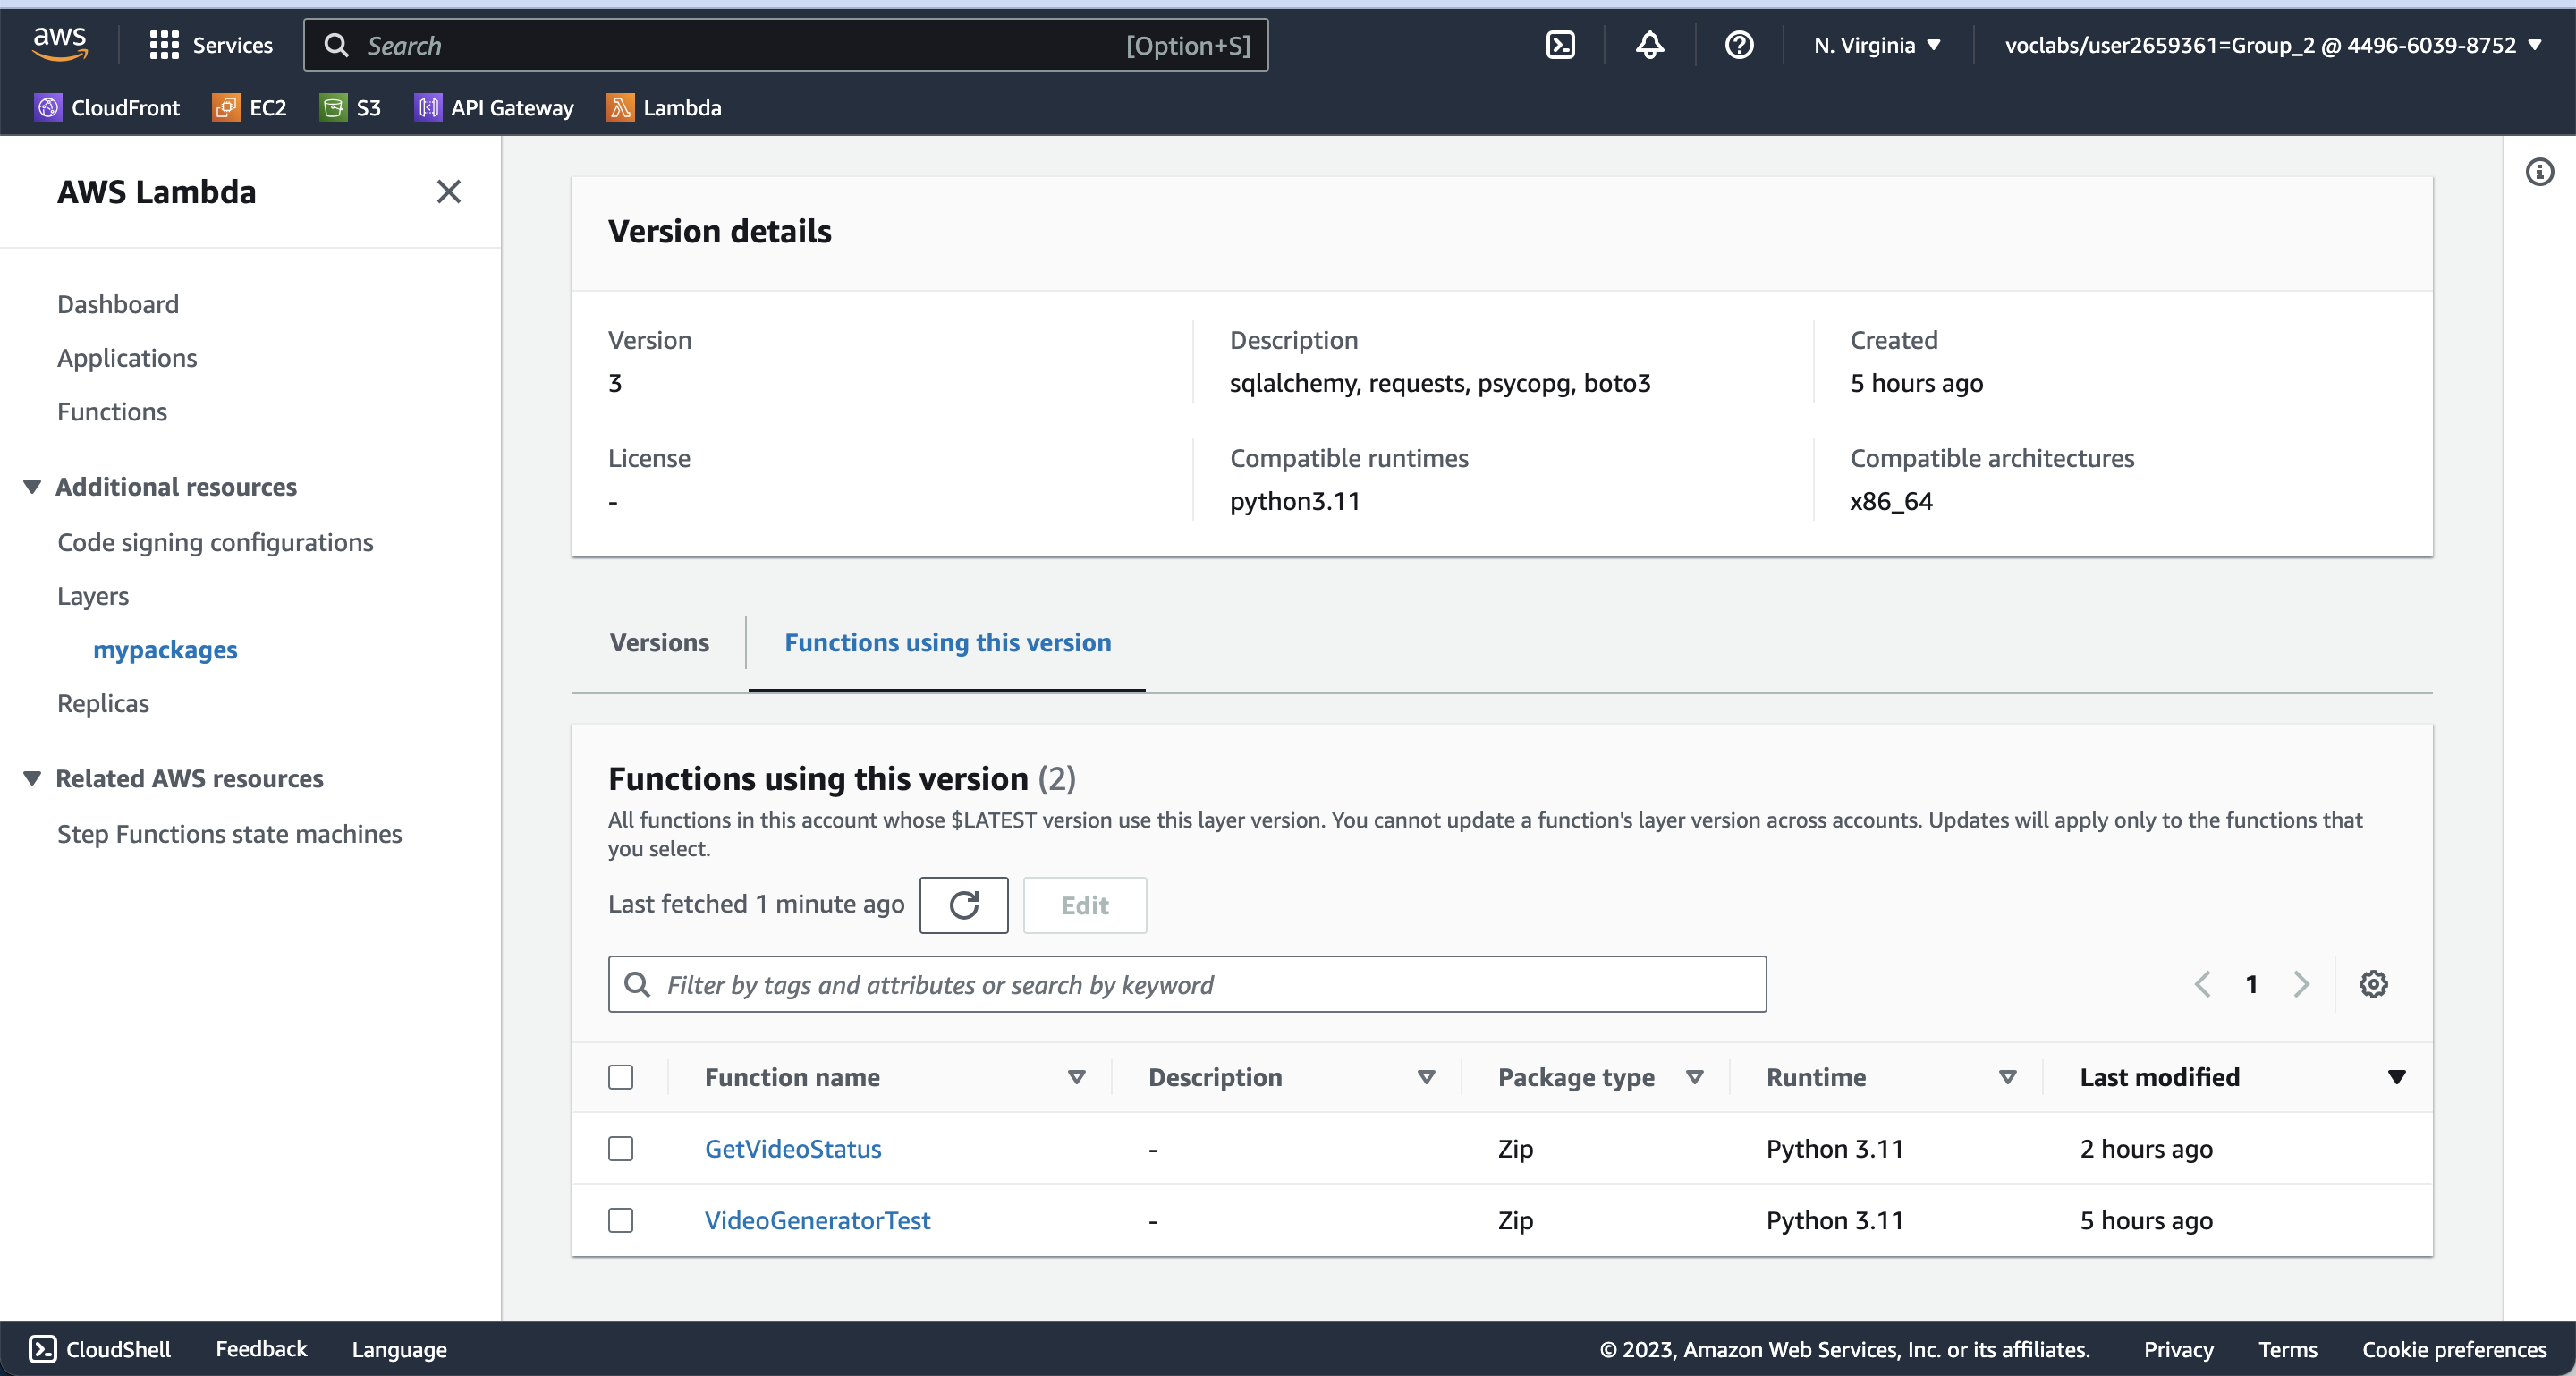 aws
Services
Search
[Option+S]
N. Virginia
voclabs/user2659361=Group_2 @ 4496-6039-8752
CloudFront
EC2
S3
API Gateway
Lambda
AWS Lambda
Dashboard
Applications
Functions
Additional resources
Code signing configurations
Layers
mypackages
Replicas
Related AWS resources
Step Functions state machines
Version details
Version
3
Description
sqlalchemy, requests, psycopg, boto3
Created
5 hours ago
License
-
Compatible runtimes
python3.11
Compatible architectures
x86_64
Versions
Functions using this version
Functions using this version (2)
All functions in this account whose $LATEST version use this layer version. You cannot update a function's layer version across accounts. Updates will apply only to the functions that
you select.
Last fetched 1 minute ago
Edit
Filter by tags and attributes or search by keyword
1
Function name
Description
Package type
Runtime
Last modified
GetVideoStatus
-
Zip
Python 3.11
2 hours ago
VideoGeneratorTest
-
Zip
Python 3.11
5 hours ago
CloudShell
Feedback
Language
© 2023, Amazon Web Services, Inc. or its affiliates.
Privacy
Terms
Cookie preferences